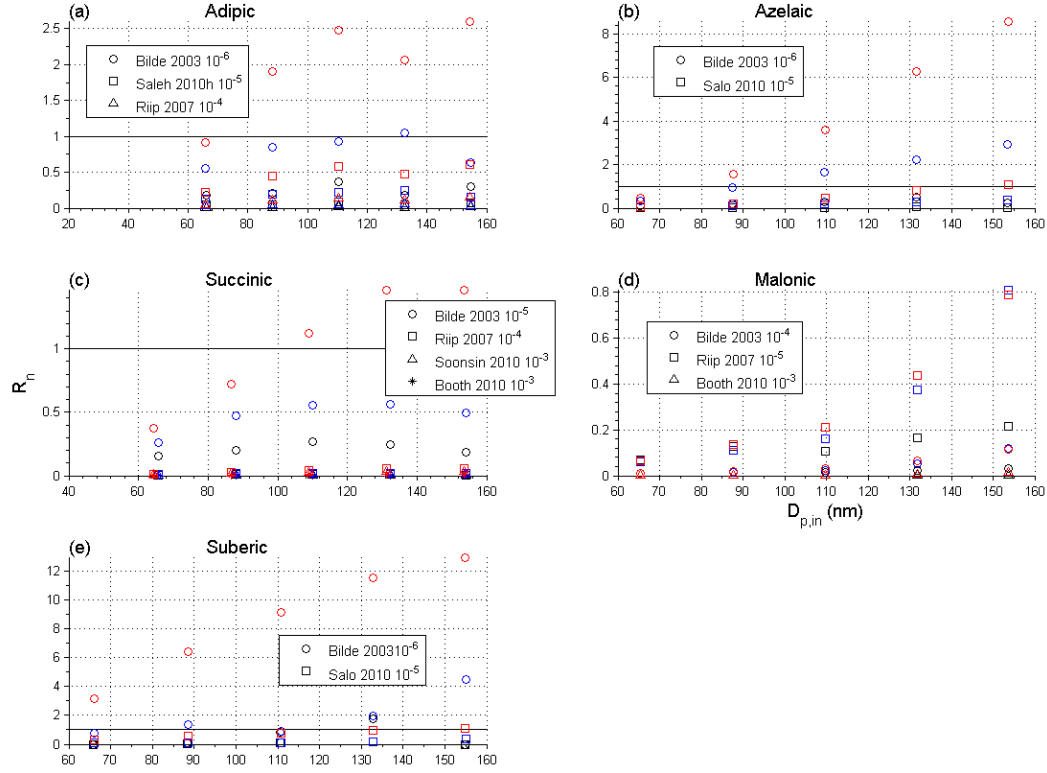 (a) Adipic
2.5
2
1.5
1
0.5
0
20 40 60 80 100 120 140 160
Bilde 2003 10⁻⁶
Saleh 2010h 10⁻⁵
Riip 2007 10⁻⁴
(b) Azelaic
8
6
4
2
0
60 70 80 90 100 110 120 130 140 150 160
Bilde 2003 10⁻⁶
Salo 2010 10⁻⁵
(c) Succinic
1
0.5
0
40 60 80 100 120 140 160
Bilde 2003 10⁻⁵
Riip 2007 10⁻⁴
Soonsin 2010 10⁻³
Booth 2010 10⁻³
Rn
(d) Malonic
0.8
0.6
0.4
0.2
0
60 70 80 90 100 110 120 130 140 150 160
Bilde 2003 10⁻⁴
Riip 2007 10⁻⁵
Booth 2010 10⁻³
Dp,in (nm)
(e) Suberic
12
10
8
6
4
2
0
60 70 80 90 100 110 120 130 140 150 160
Bilde 200310⁻⁶
Salo 2010 10⁻⁵